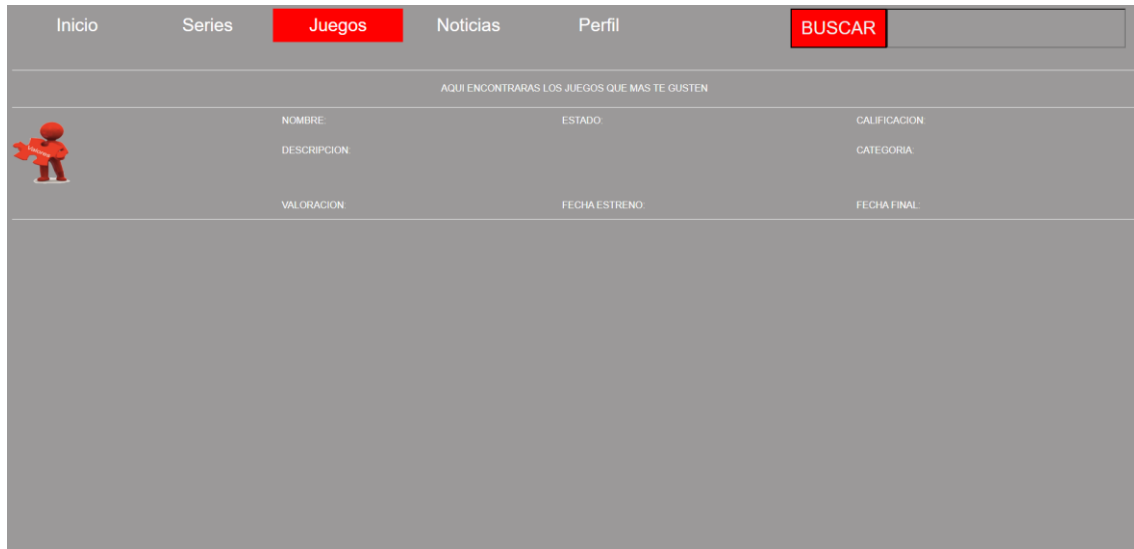 Inicio Series Juegos Noticias Perfil BUSCAR
AQUI ENCONTRARAS LOS JUEGOS QUE MAS TE GUSTEN
NOMBRE: ESTADO: CALIFICACION:
DESCRIPCION: CATEGORIA:
VALORACION: FECHA ESTRENO: FECHA FINAL: